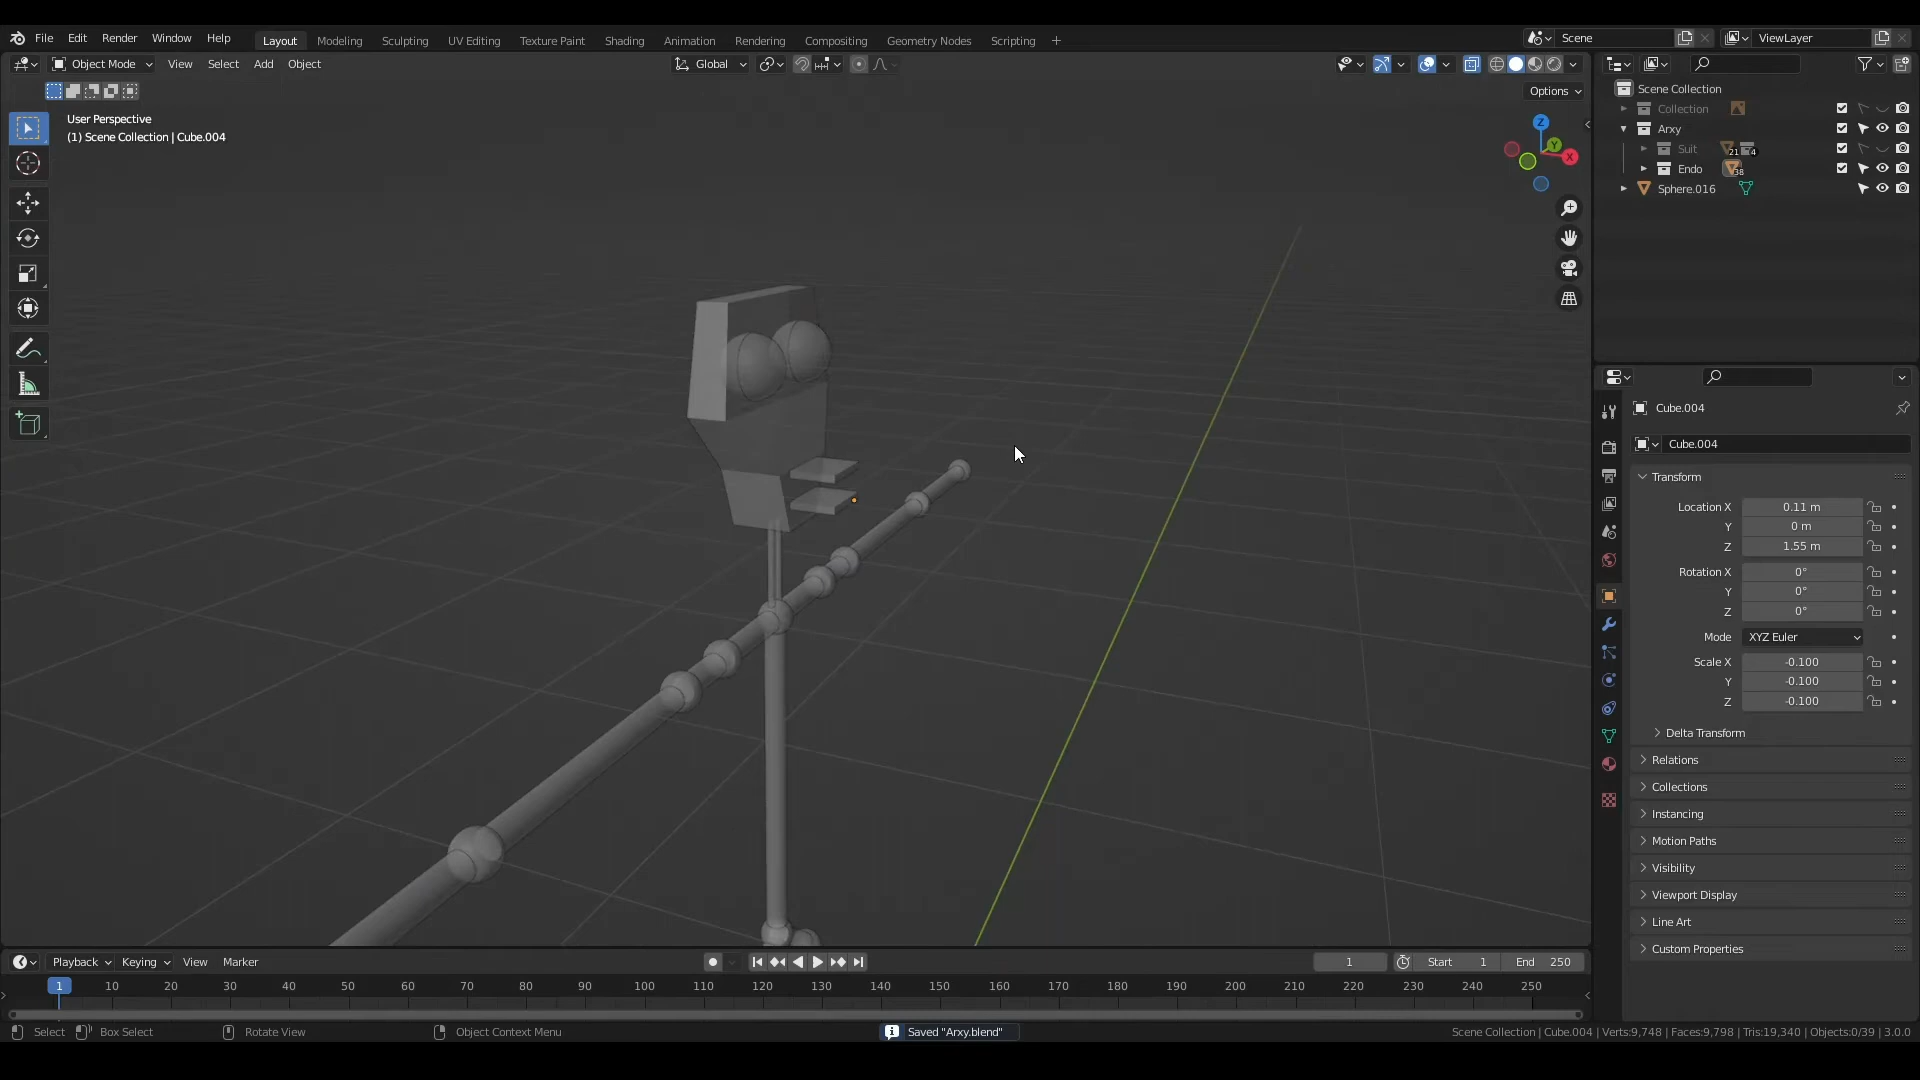 File Edit Render Window Help
Layout Modeling Sculpting UV Editing Texture Paint Shading Animation Rendering Compositing Geometry Nodes Scripting +
Scene
ViewLayer
Object Mode View Select Add Object
Global
Options
User Perspective
(1) Scene Collection | Cube.004
Z
Y
X
Scene Collection
Collection
Arxy
Suit 21 4
Endo 38
Sphere.016
Cube.004
Cube.004
Transform
Location X 0.11 m
Y 0 m
Z 1.55 m
Rotation X 0°
Y 0°
Z 0°
Mode XYZ Euler
Scale X -0.100
Y -0.100
Z -0.100
Delta Transform
Relations
Collections
Instancing
Motion Paths
Visibility
Viewport Display
Line Art
Custom Properties
Playback Keying View Marker
1 Start 1 End 250
1 10 20 30 40 50 60 70 80 90 100 110 120 130 140 150 160 170 180 190 200 210 220 230 240 250
Select Box Select Rotate View Object Context Menu
Saved "Arxy.blend"
Scene Collection | Cube.004 | Verts:9,748 | Faces:9,798 | Tris:19,340 | Objects:0/39 | 3.0.0